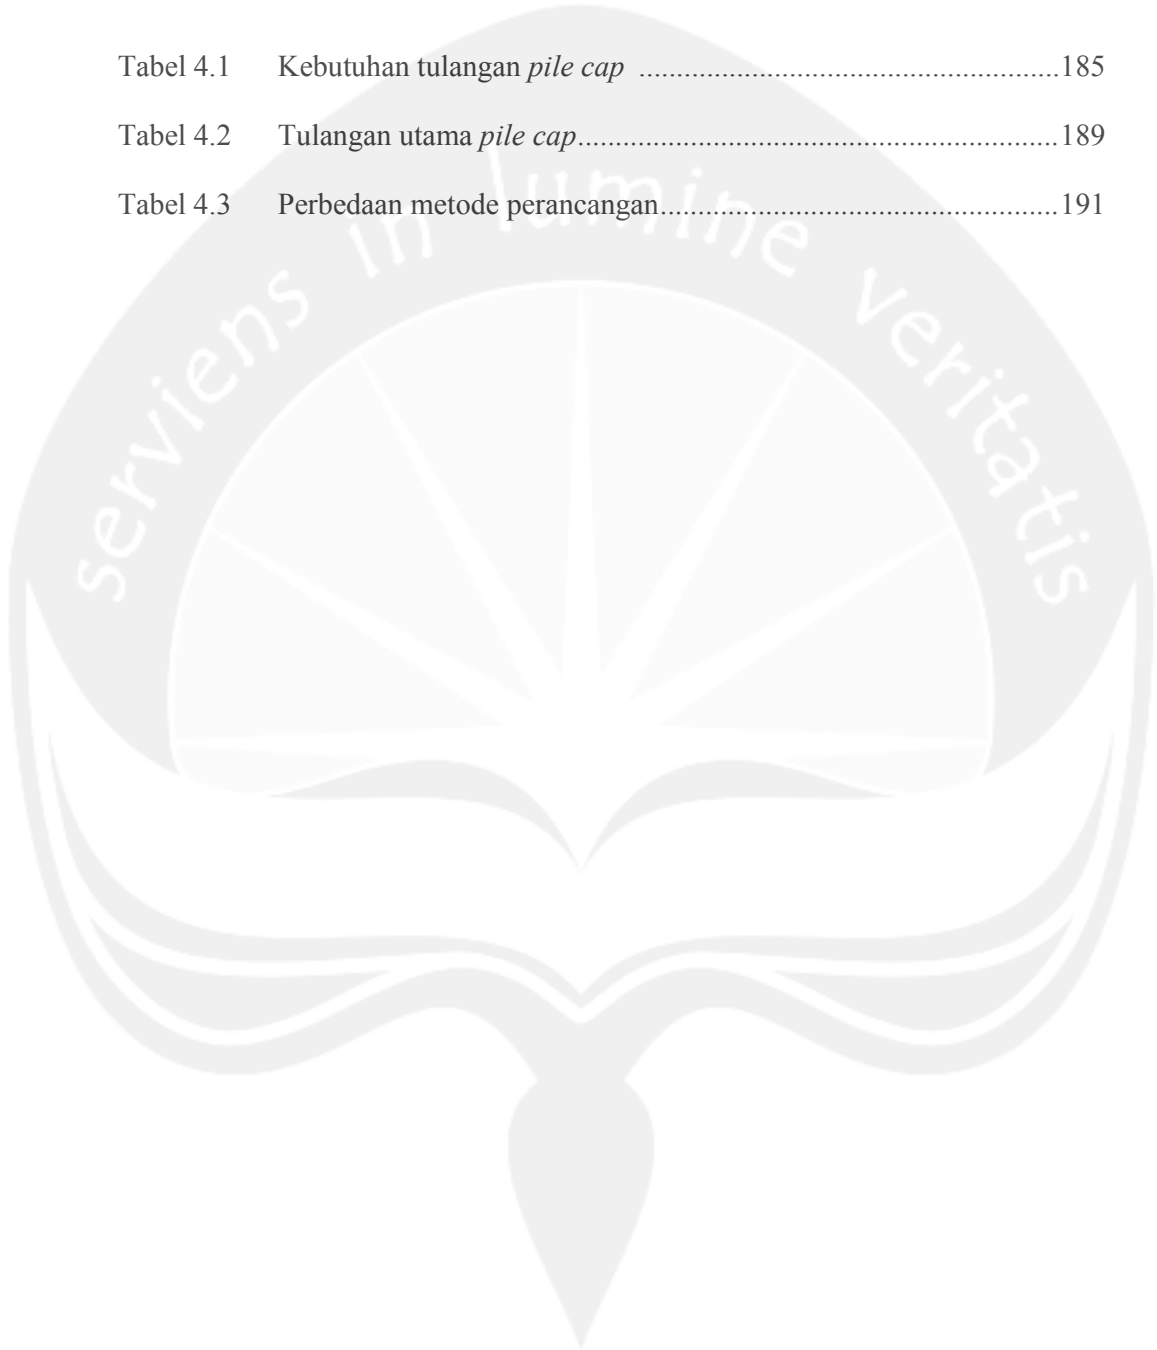 Tabel 4.1 Kebutuhan tulangan pile cap ........................................................185
Tabel 4.2 Tulangan utama pile cap................................................................189
Tabel 4.3 Perbedaan metode perancangan.....................................................191
serviens in lumine veritatis